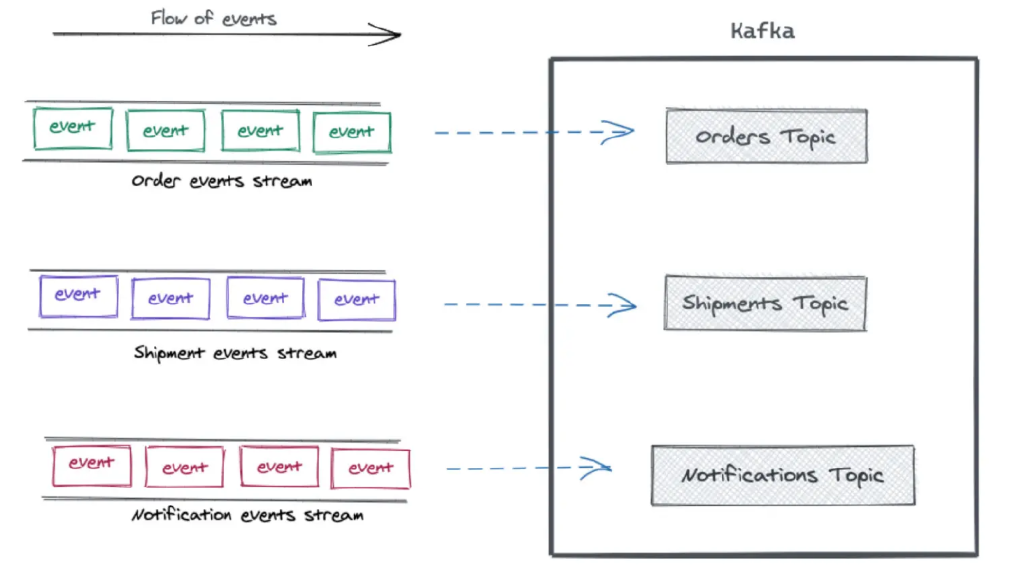 Flow of events
Kafka
event event event event
Orders Topic
Order events stream
event event event event
Shipments Topic
Shipment events stream
event event event event
Notifications Topic
Notification events stream